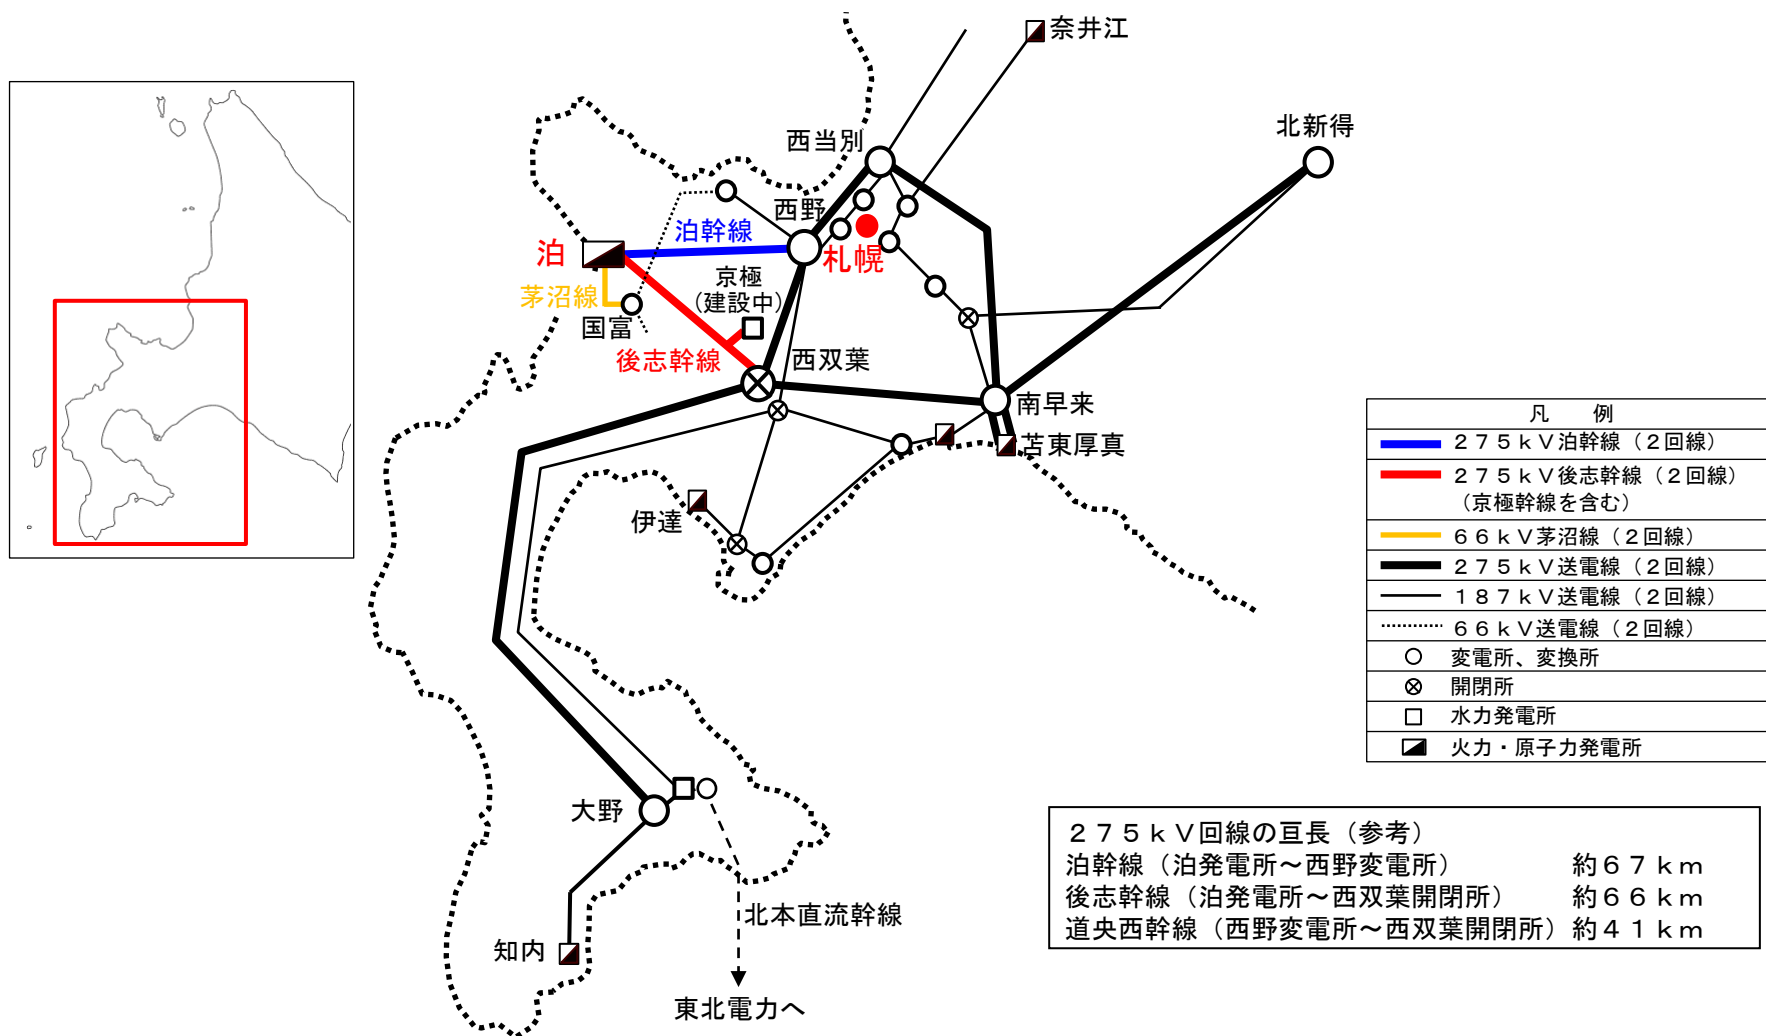 奈井江
西当別
北新得
西野
泊幹線
札幌
泊
京極
(建設中)
茅沼線
国富
後志幹線
西双葉
南早来
苫東厚真
伊達
大野
北本直流幹線
知内
東北電力へ
凡 例
275kV泊幹線(2回線)
275kV後志幹線(2回線)
(京極幹線を含む)
66kV茅沼線(2回線)
275kV送電線(2回線)
187kV送電線(2回線)
66kV送電線(2回線)
変電所、変換所
開閉所
水力発電所
火力・原子力発電所
275kV回線の亘長(参考)
泊幹線(泊発電所~西野変電所) 約67km
後志幹線(泊発電所~西双葉開閉所) 約66km
道央西幹線(西野変電所~西双葉開閉所)約41km